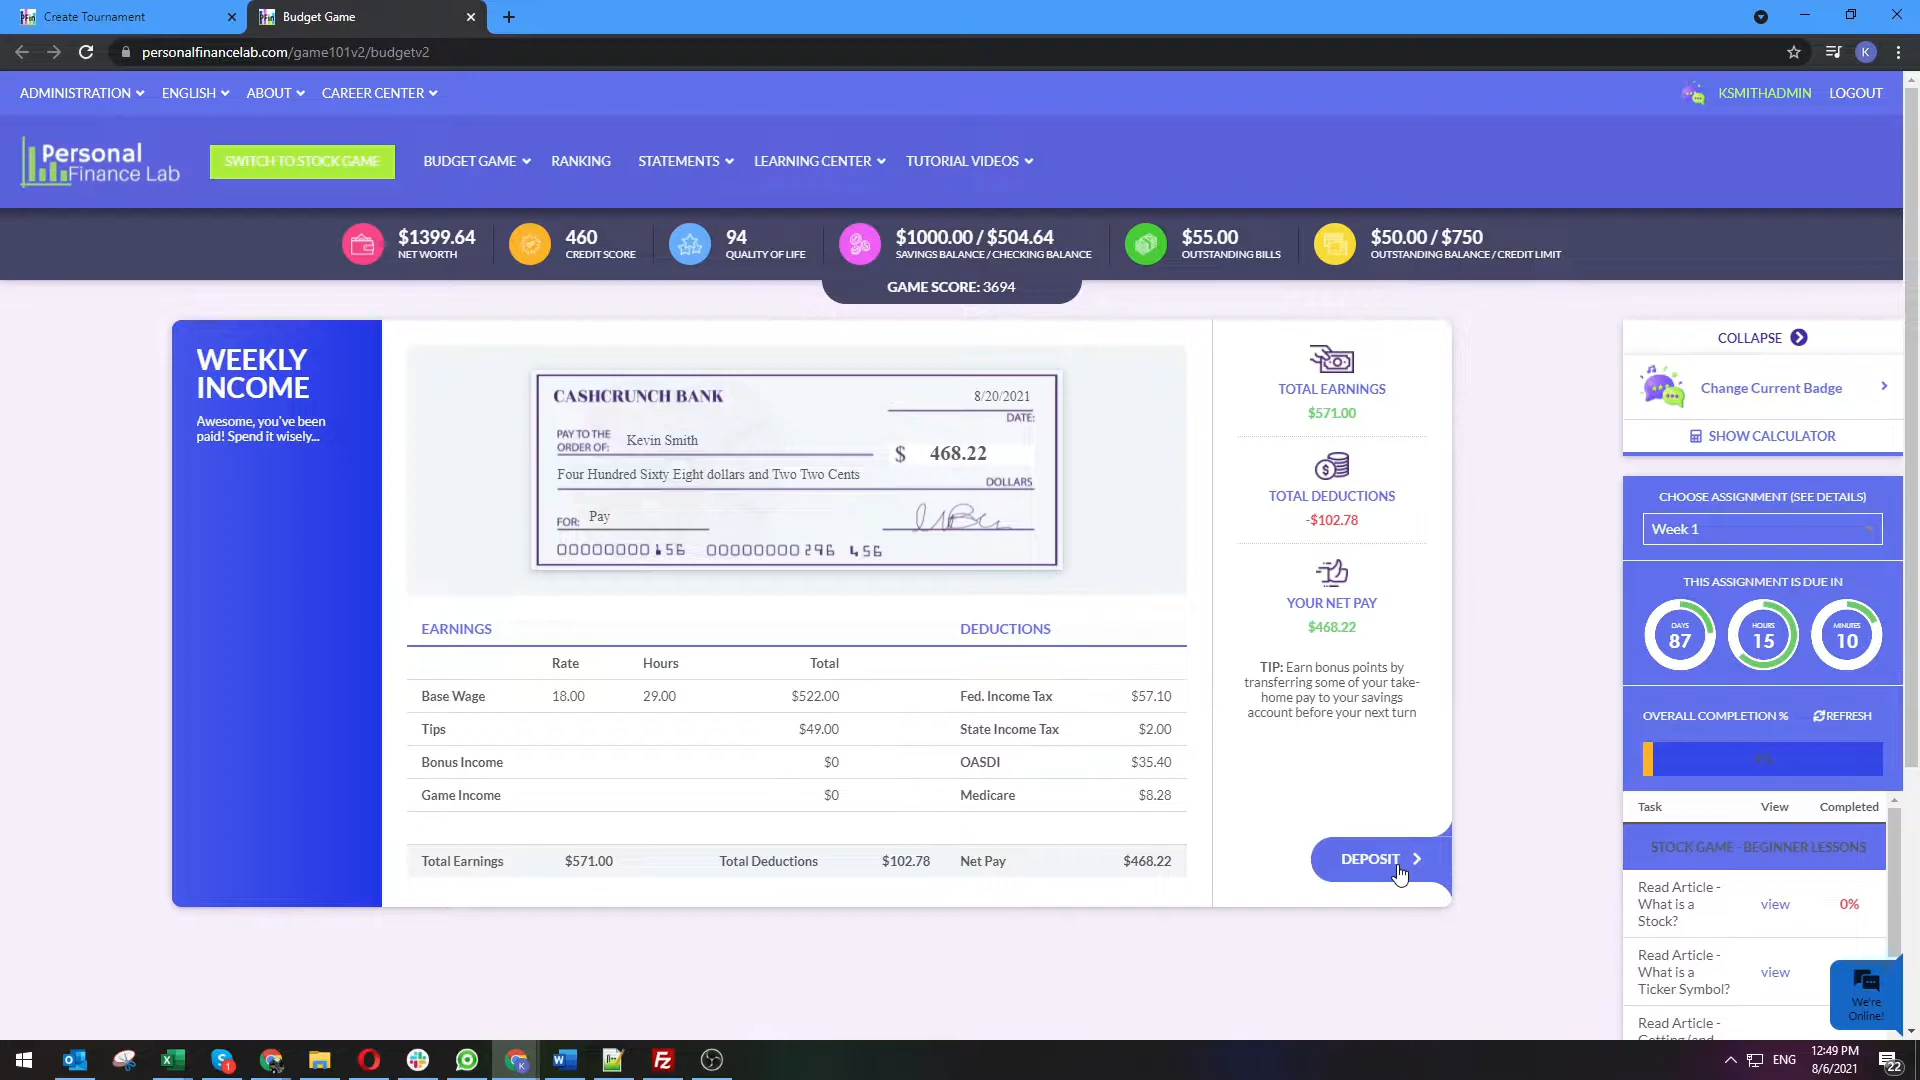 Create Tournament
Budget Game
personalfinancelab.com/game101v2/budgetv2
K
ADMINISTRATION ENGLISH ABOUT CAREER CENTER
KSMITHADMIN LOGOUT
Personal
Finance Lab
SWITCH TO STOCK GAME
BUDGET GAME RANKING STATEMENTS LEARNING CENTER TUTORIAL VIDEOS
$1399.64
NET WORTH
460
CREDIT SCORE
94
QUALITY OF LIFE
$1000.00 / $504.64
SAVINGS BALANCE / CHECKING BALANCE
$55.00
OUTSTANDING BILLS
$50.00 / $750
OUTSTANDING BALANCE / CREDIT LIMIT
GAME SCORE: 3694
WEEKLY
INCOME
Awesome, you've been
paid! Spend it wisely...
CASHCRUNCH BANK
8/20/2021
DATE:
PAY TO THE
ORDER OF:
Kevin Smith
$ 468.22
Four Hundred Sixty Eight dollars and Two Two Cents
DOLLARS
FOR: Pay
000000000156 000000000296 456
EARNINGS DEDUCTIONS
Rate Hours Total
Base Wage 18.00 29.00 $522.00 Fed. Income Tax $57.10
Tips $49.00 State Income Tax $2.00
Bonus Income $0 OASDI $35.40
Game Income $0 Medicare $8.28
Total Earnings $571.00 Total Deductions $102.78 Net Pay $468.22
TOTAL EARNINGS
$571.00
TOTAL DEDUCTIONS
-$102.78
YOUR NET PAY
$468.22
TIP: Earn bonus points by
transferring some of your take-
home pay to your savings
account before your next turn
DEPOSIT
COLLAPSE
Change Current Badge
SHOW CALCULATOR
CHOOSE ASSIGNMENT (SEE DETAILS)
Week 1
THIS ASSIGNMENT IS DUE IN
DAYS
87
HOURS
15
MINUTES
10
OVERALL COMPLETION % REFRESH
Task View Completed
STOCK GAME - BEGINNER LESSONS
Read Article -
What is a
Stock?
view 0%
Read Article -
What is a
Ticker Symbol?
view
Read Article -
We're
Online!
ENG
12:49 PM
8/6/2021
22